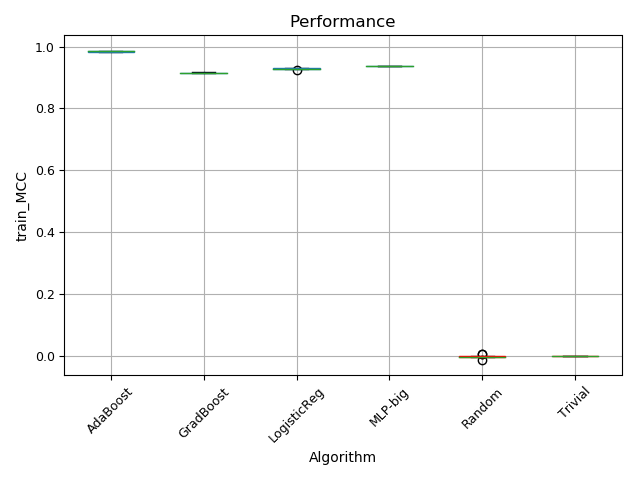 Performance
train_MCC
1.0
0.8
0.6
0.4
0.2
0.0
AdaBoost
GradBoost
LogisticReg
MLP-big
Random
Trivial
Algorithm